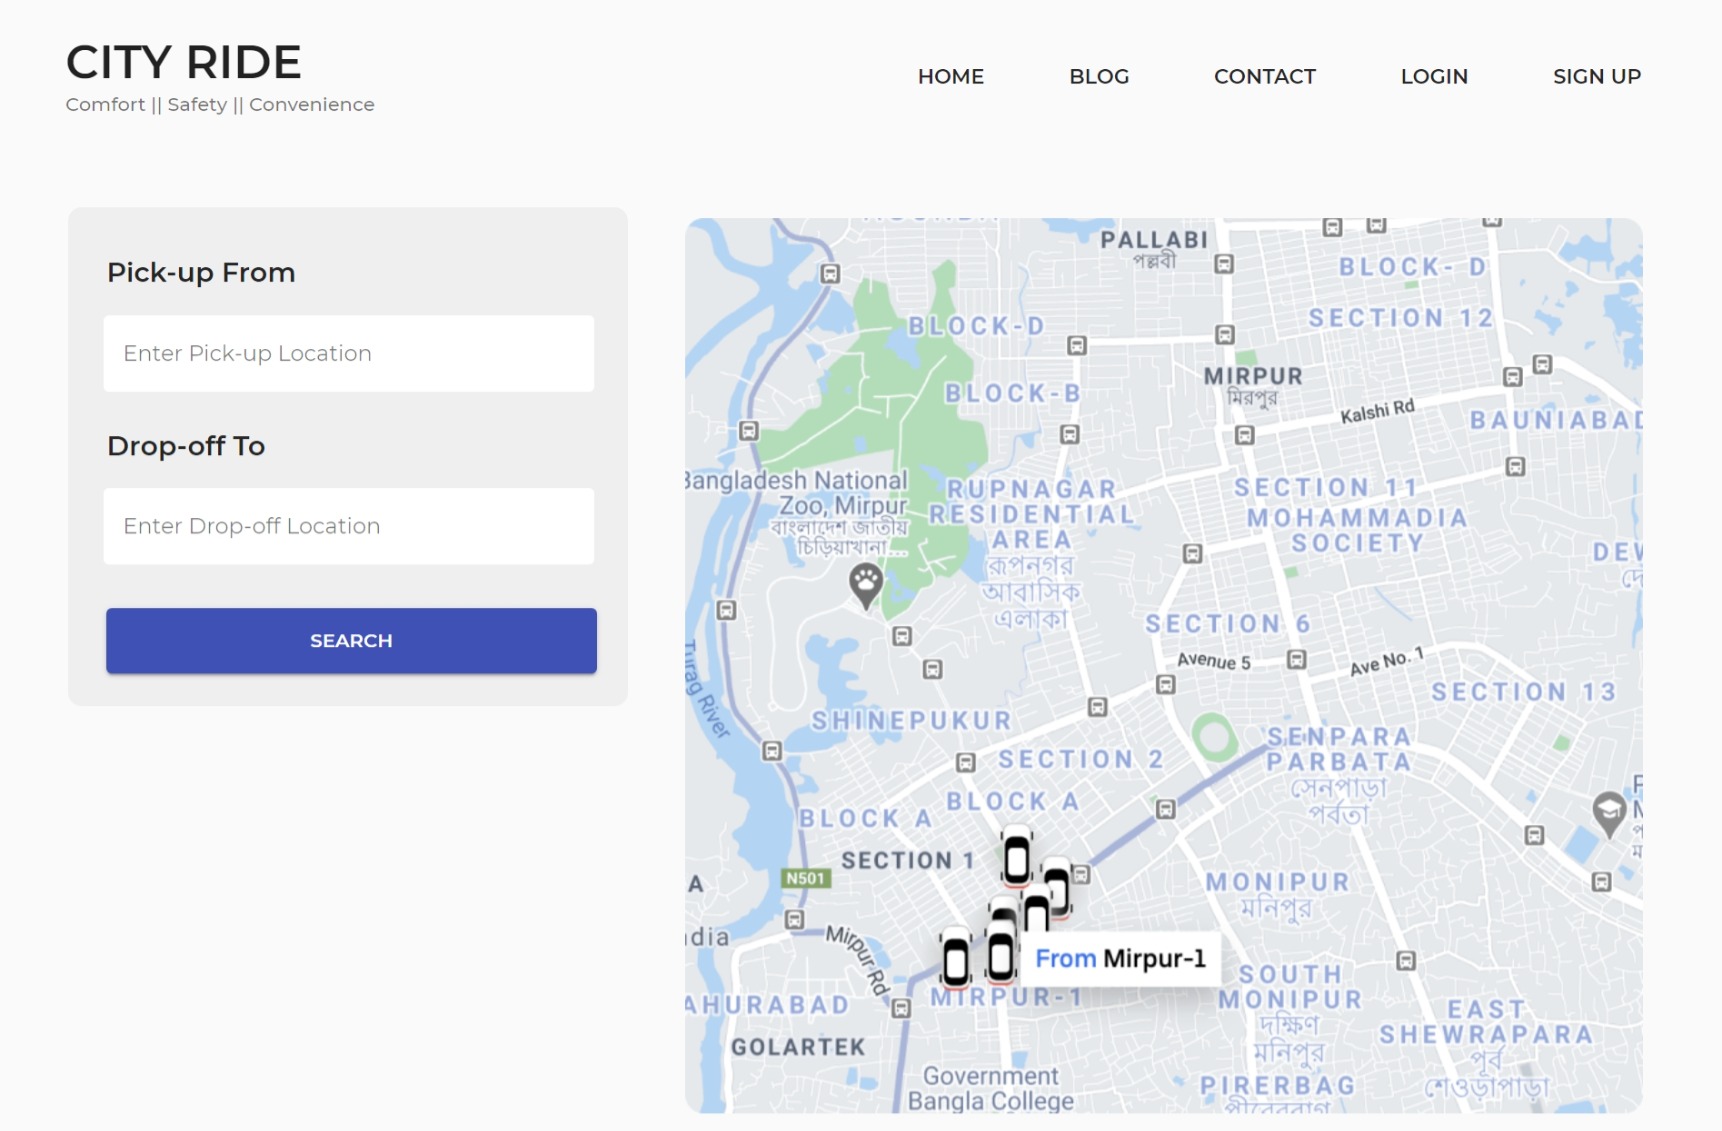 CITY RIDE
Comfort || Safety || Convenience
HOME
BLOG
CONTACT
LOGIN
SIGN UP
Pick-up From
Enter Pick-up Location
Drop-off To
Enter Drop-off Location
SEARCH
PALLABI
পল্লবী
BLOCK- D
SECTION 12
BLOCK-D
MIRPUR
মিরপুর
BLOCK-B
Kalshi Rd
BAUNIABAD
Bangladesh National
Zoo, Mirpur
বাংলাদেশ জাতীয়
চিড়িয়াখানা...
RUPNAGAR
RESIDENTIAL
AREA
রূপনগর
আবাসিক
এলাকা
SECTION 11
MOHAMMADIA
SOCIETY
SECTION 6
Avenue 5
Ave No. 1
SECTION 13
Turag River
SHINEPUKUR
SECTION 2
SENPARA
PARBATA
সেনপাড়া
পর্বতা
BLOCK A
BLOCK A
SECTION 1
N501
MONIPUR
মনিপুর
Mirpur Rd
From Mirpur-1
MIRPUR-1
SOUTH
MONIPUR
দক্ষিণ
মনিপুর
EAST
SHEWRAPARA
পূর্ব
শেওড়াপাড়া
GOLARTEK
Government
Bangla College
PIRERBAG
পীরেরবাগ